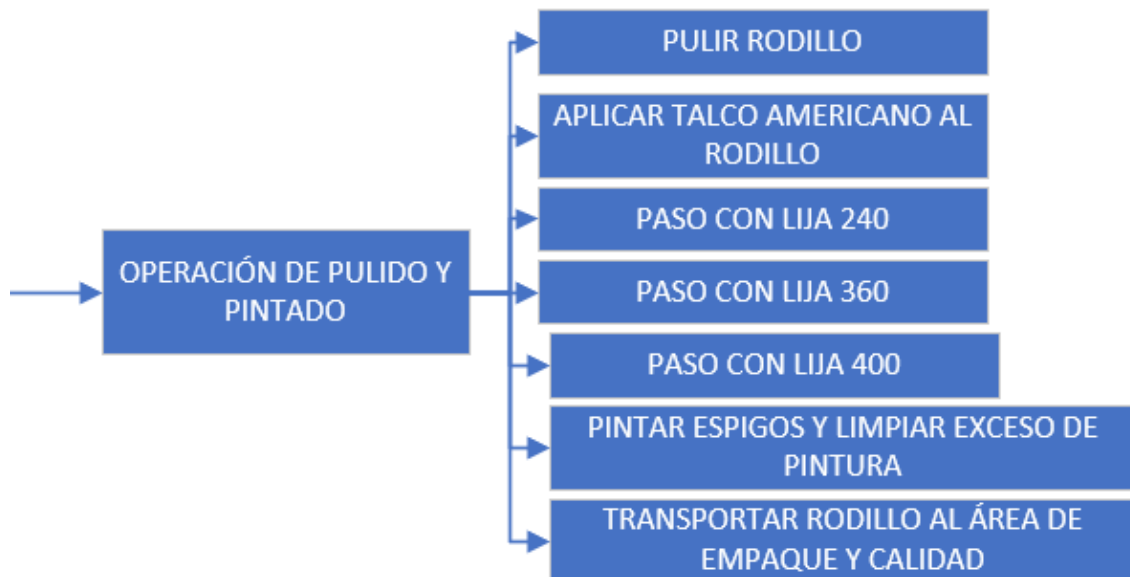 PULIR RODILLO
APLICAR TALCO AMERICANO AL
RODILLO
PASO CON LIJA 240
OPERACIÓN DE PULIDO Y
PINTADO
PASO CON LIJA 360
PASO CON LIJA 400
PINTAR ESPIGOS Y LIMPIAR EXCESO DE
PINTURA
TRANSPORTAR RODILLO AL ÁREA DE
EMPAQUE Y CALIDAD